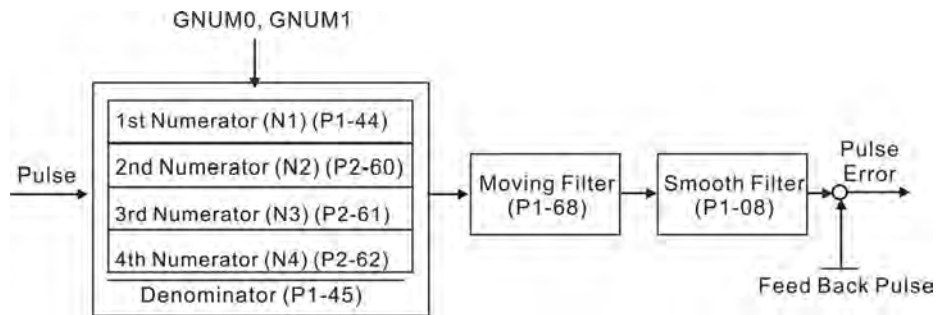 GNUM0, GNUM1
1st Numerator (N1) (P1-44)
2nd Numerator (N2) (P2-60)
3rd Numerator (N3) (P2-61)
4th Numerator (N4) (P2-62)
Denominator (P1-45)
Pulse
Moving Filter
(P1-68)
Smooth Filter
(P1-08)
Pulse
Error
Feed Back Pulse